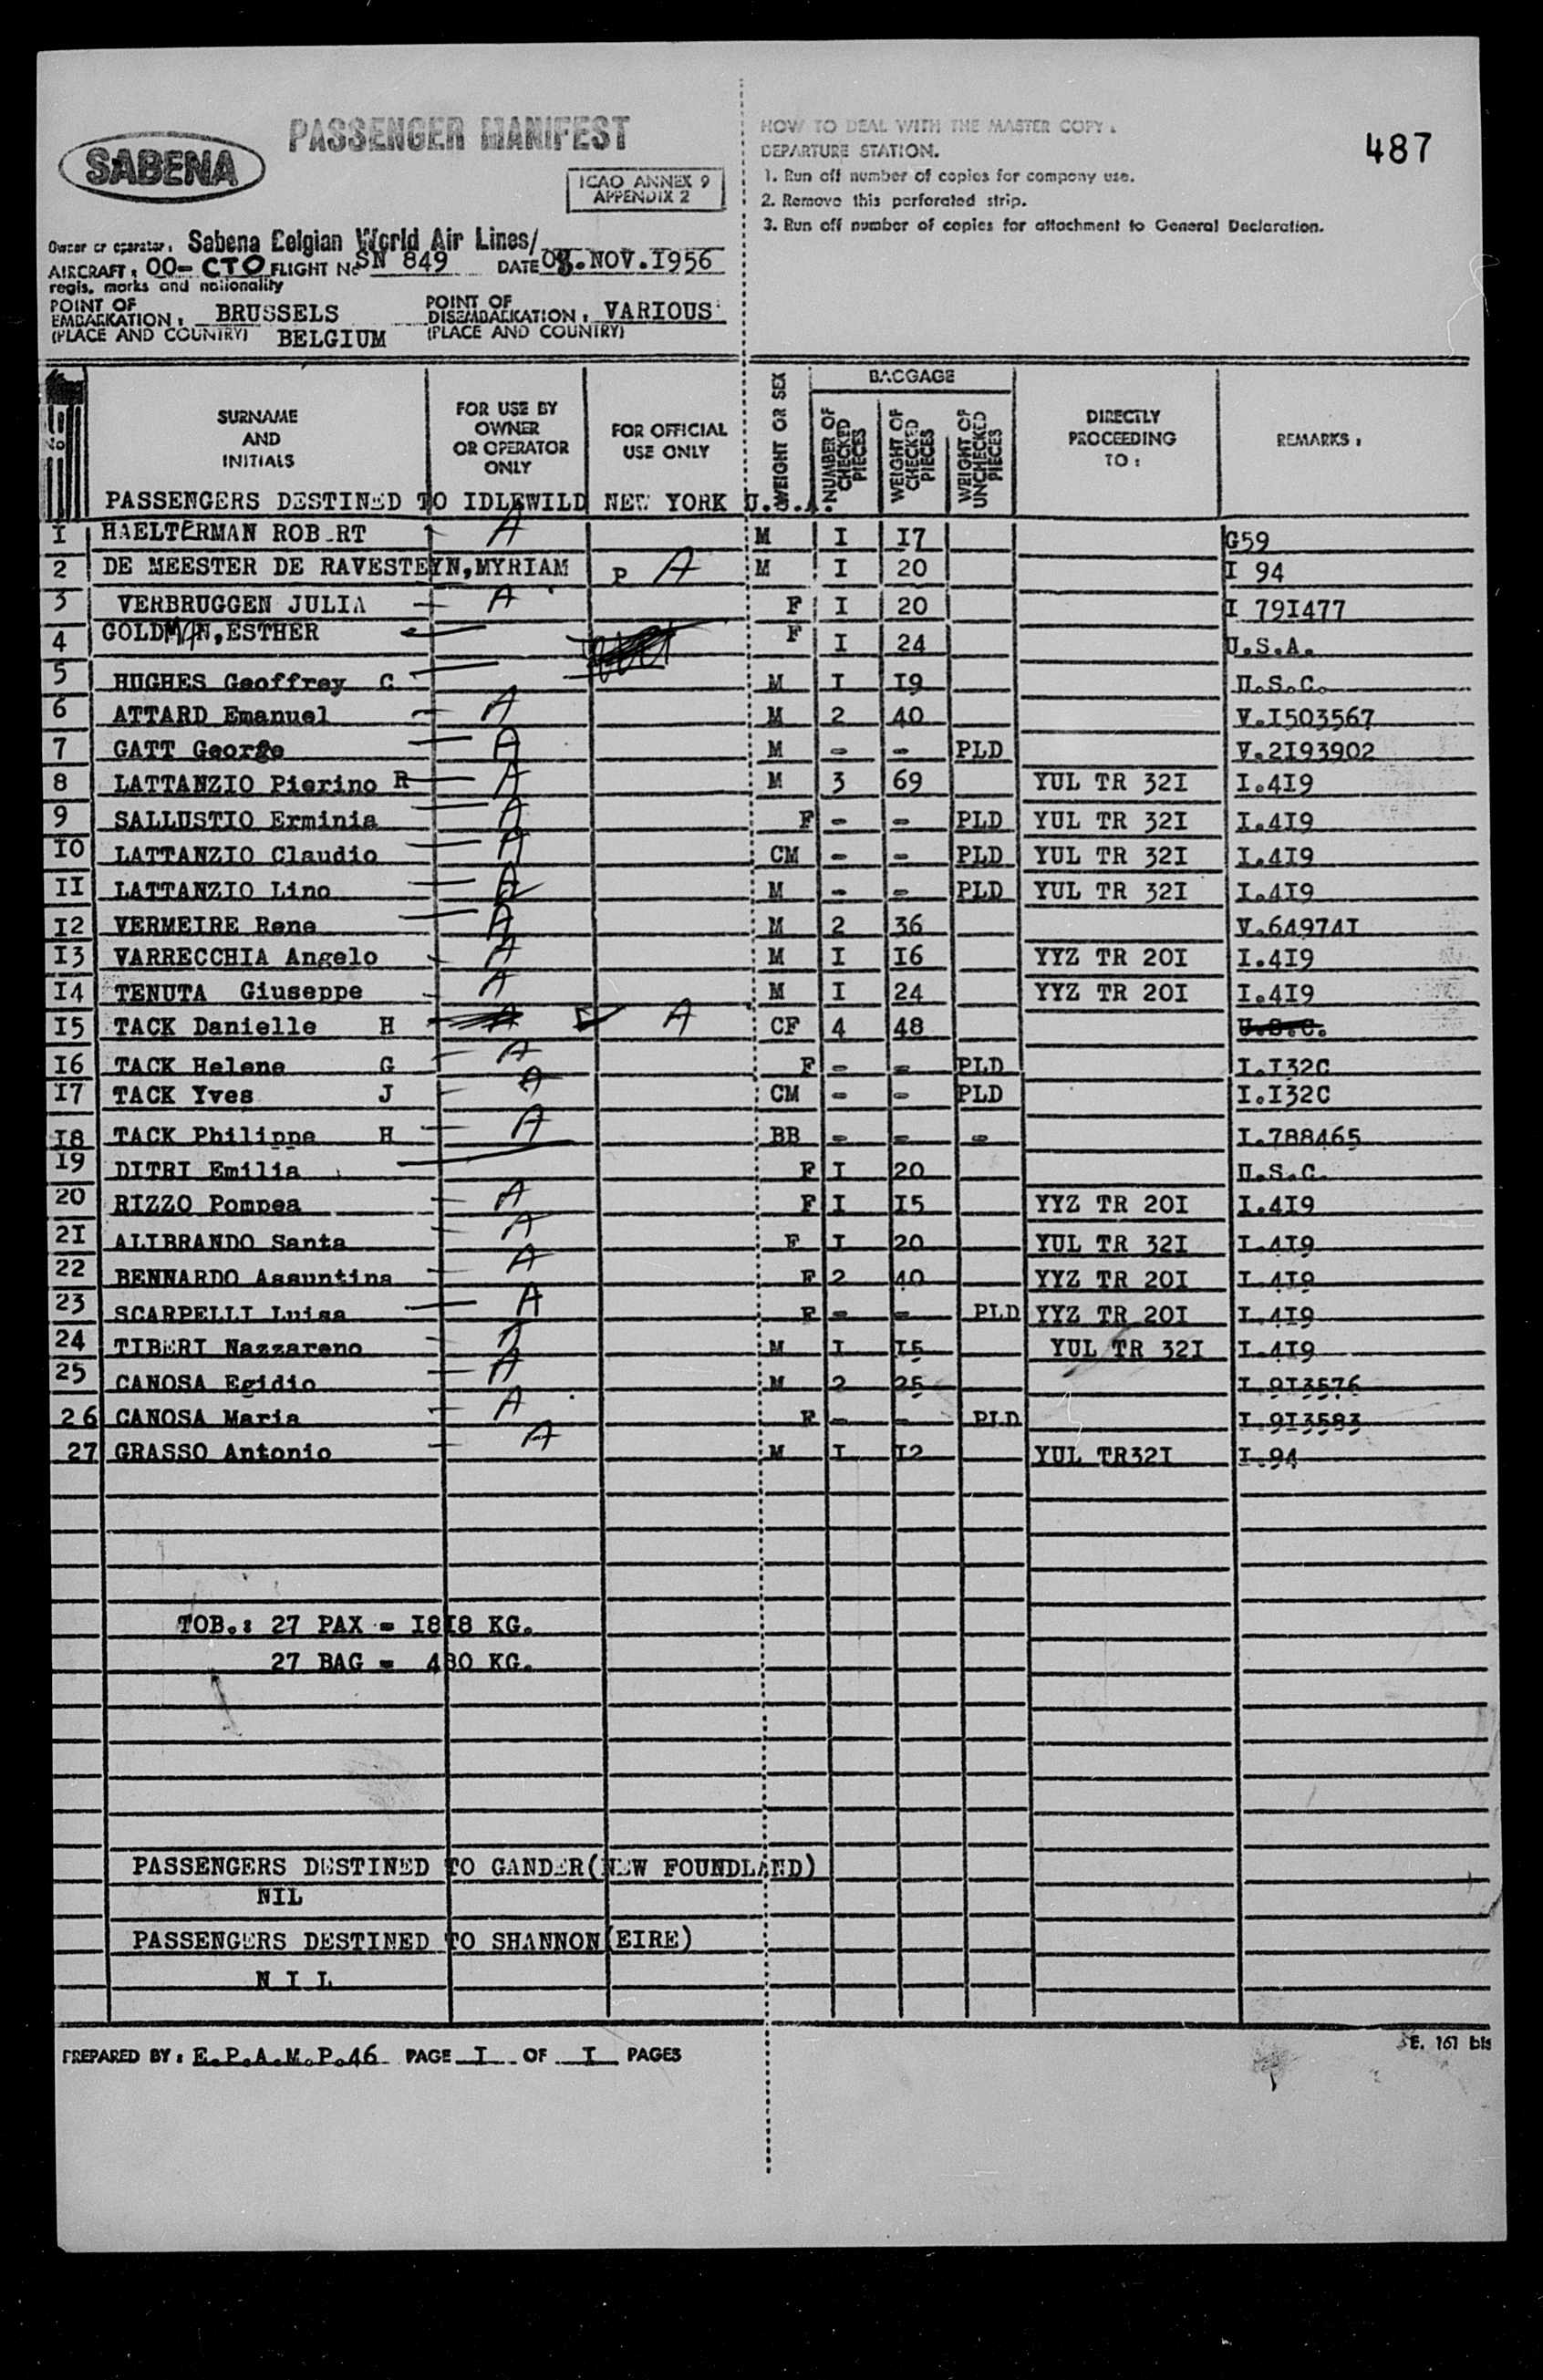 PASSENGER MANIFEST
SABENA
ICAO ANNEX 9
APPENDIX 2
HOW TO DEAL WITH THE MASTER COPY.
DEPARTURE STATION.
1. Run off number of copies for company use.
2. Remove this perforated strip.
3. Run off number of copies for attachment to General Declaration.
487
Owner or operator: Sabena Belgian World Air Lines/
AIRCRAFT: OO-CTO FLIGHT No SN 849 DATE 08.NOV.I956
regis. marks and nationality
POINT OF EMBARKATION: BRUSSELS POINT OF DISEMBARKATION: VARIOUS
(PLACE AND COUNTRY) BELGIUM (PLACE AND COUNTRY)
No SURNAME AND INITIALS FOR USE BY OWNER OR OPERATOR ONLY FOR OFFICIAL USE ONLY WEIGHT OR SEX BAGGAGE NUMBER OF CHECKED PIECES WEIGHT OF CHECKED PIECES WEIGHT OF UNCHECKED PIECES DIRECTLY PROCEEDING TO: REMARKS:
PASSENGERS DESTINED TO IDLEWILD NEW YORK U.S.A.
I HAELTERMAN ROB.RT A M I I7 G59
2 DE MEESTER DE RAVESTEYN,MYRIAM P A M I 20 I 94
3 VERBRUGGEN JULIA A F I 20 I 79I477
4 GOLDMAN,ESTHER F I 24 U.S.A.
5 HUGHES Geoffrey C M I I9 U.S.C.
6 ATTARD Emanuel A M 2 40 V.I503567
7 GATT George A M - - PLD V.2I93902
8 LATTANZIO Pierino R A M 3 69 YUL TR 32I I.4I9
9 SALLUSTIO Erminia A F - - PLD YUL TR 32I I.4I9
I0 LATTANZIO Claudio A CM - - PLD YUL TR 32I I.4I9
II LATTANZIO Lino A M - - PLD YUL TR 32I I.4I9
I2 VERMEIRE Rene A M 2 36 V.64974I
I3 VARRECCHIA Angelo A M I I6 YYZ TR 20I I.4I9
I4 TENUTA Giuseppe A M I 24 YYZ TR 20I I.4I9
I5 TACK Danielle H A A CF 4 48 U.S.C.
I6 TACK Helene G A F - - PLD I.I32C
I7 TACK Yves J A CM - - PLD I.I32C
I8 TACK Philippe H A BB - - - I.788465
I9 DITRI Emilia F I 20 U.S.C.
20 RIZZO Pompea A F I I5 YYZ TR 20I I.4I9
2I ALIBRANDO Santa A F I 20 YUL TR 32I I.4I9
22 BENNARDO Assuntina A F 2 40 YYZ TR 20I I.4I9
23 SCARPELLI Luisa A F - - PLD YYZ TR 20I I.4I9
24 TIBERI Nazzareno A M I I5 YUL TR 32I I.4I9
25 CANOSA Egidio A M 2 25 I.9I3576
26 CANOSA Maria A F - - PLD I.9I3583
27 GRASSO Antonio A M I I2 YUL TR32I I.94
TOB.: 27 PAX = I8I8 KG.
27 BAG = 480 KG.
PASSENGERS DESTINED TO GANDER(NEW FOUNDLAND)
NIL
PASSENGERS DESTINED TO SHANNON(EIRE)
N I L
PREPARED BY: E.P.A.M.P.46 PAGE I OF I PAGES
E. 161 bis